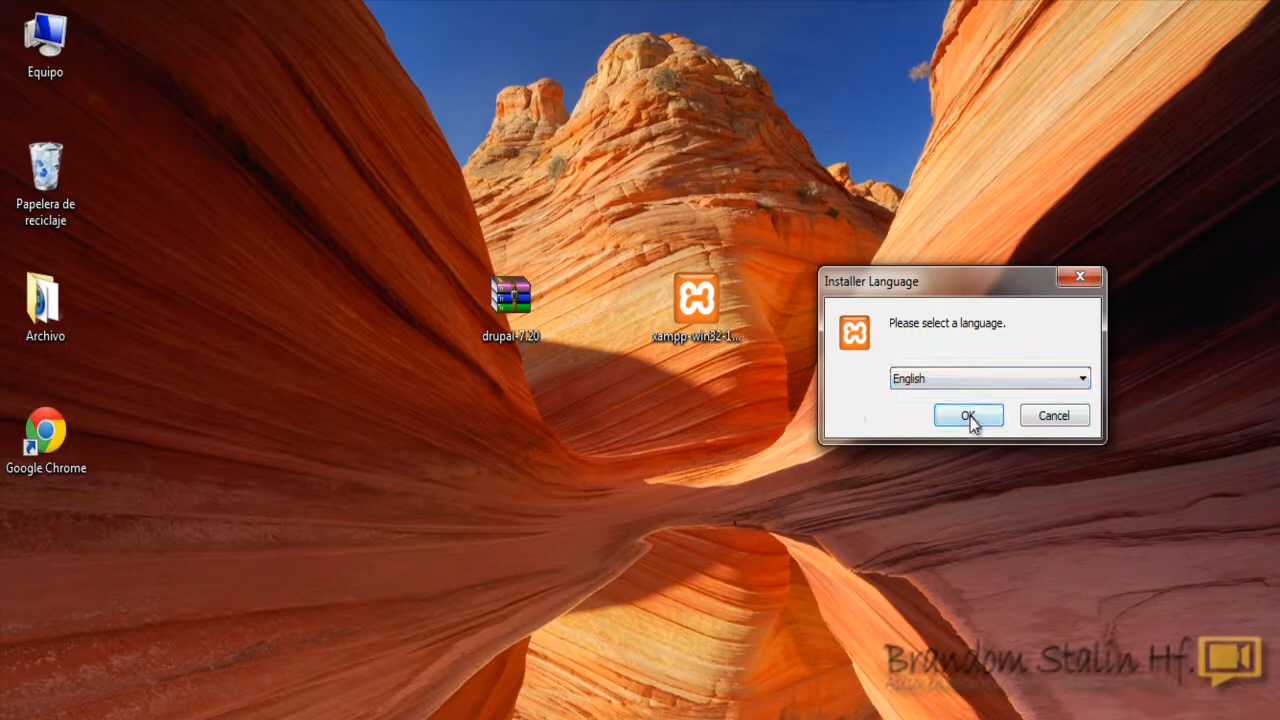 Equipo
Papelera de
reciclaje
Archivo
Google Chrome
drupal-7.20
xampp-win32-1...
Installer Language
Please select a language.
English
OK
Cancel
Brandom Stalin Hf.